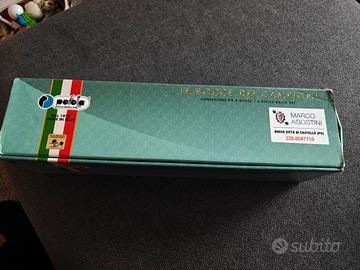 perfetta
LE BOCCE DEI CAMPIONI
CONFEZIONE DA 4 BOCCE / 4 BOCCE BALLS SET
MARCO
AGOSTINI
BOCCE CITTÀ DI CASTELLO (PG)
338.8047716
subito